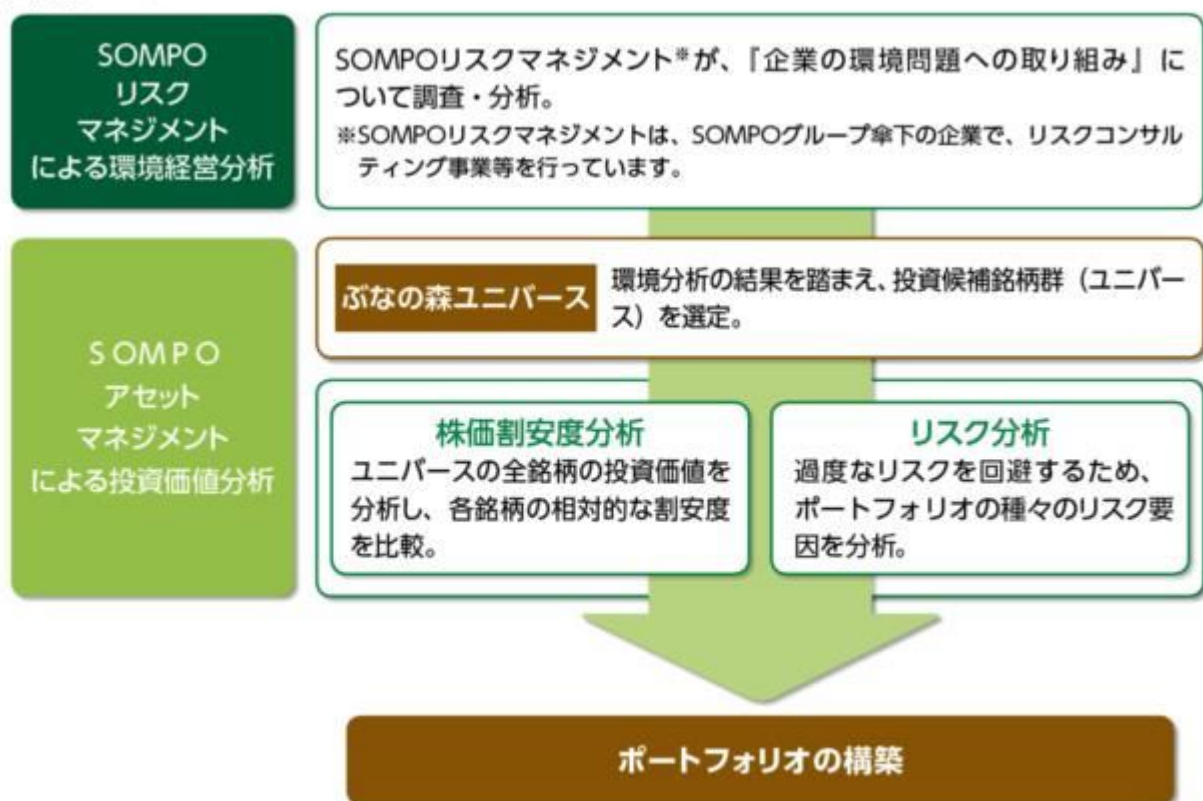 SOMPO
リスク
マネジメント
による環境経営分析
SOMPOリスクマネジメント※が、『企業の環境問題への取り組み』に
ついて調査・分析。
※SOMPOリスクマネジメントは、SOMPOグループ傘下の企業で、リスクコンサル
ティング事業等を行っています。
SOMPO
アセット
マネジメント
による投資価値分析
ぶなの森ユニバース
環境分析の結果を踏まえ、投資候補銘柄群（ユニバー
ス）を選定。
株価割安度分析
ユニバースの全銘柄の投資価値を
分析し、各銘柄の相対的な割安度
を比較。
リスク分析
過度なリスクを回避するため、
ポートフォリオの種々のリスク要
因を分析。
ポートフォリオの構築